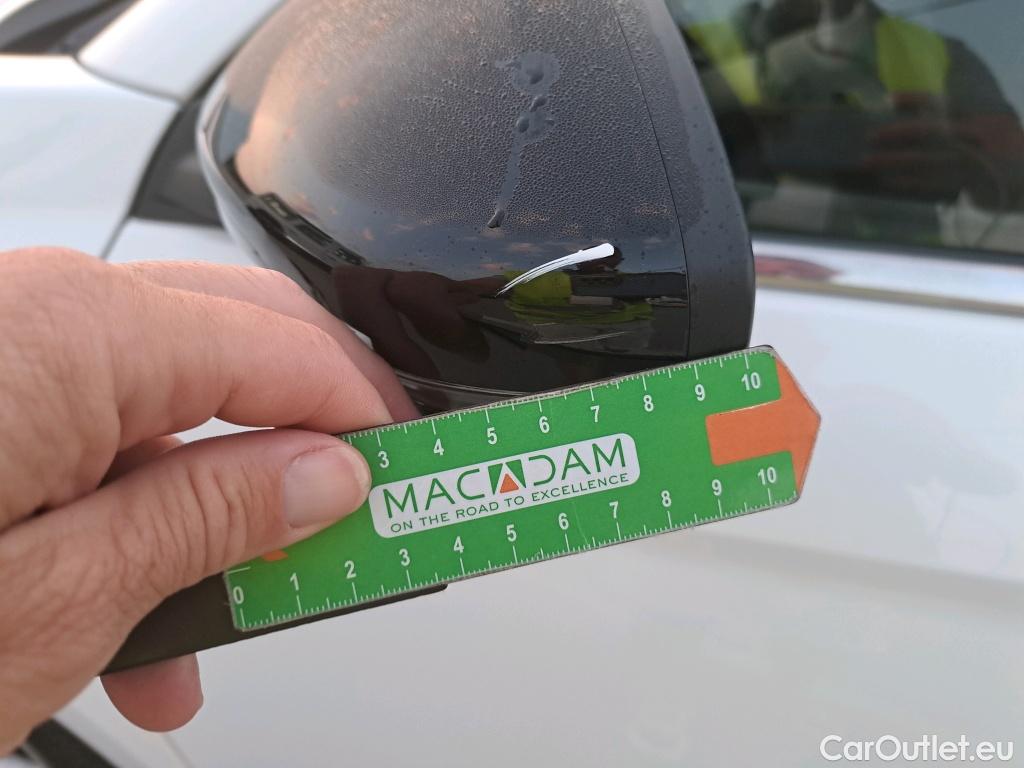 3 4 5 6 7 8 9 10
MACADAM
ON THE ROAD TO EXCELLENCE
0 1 2 3 4 5 6 7 8 9 10
CarOutlet.eu